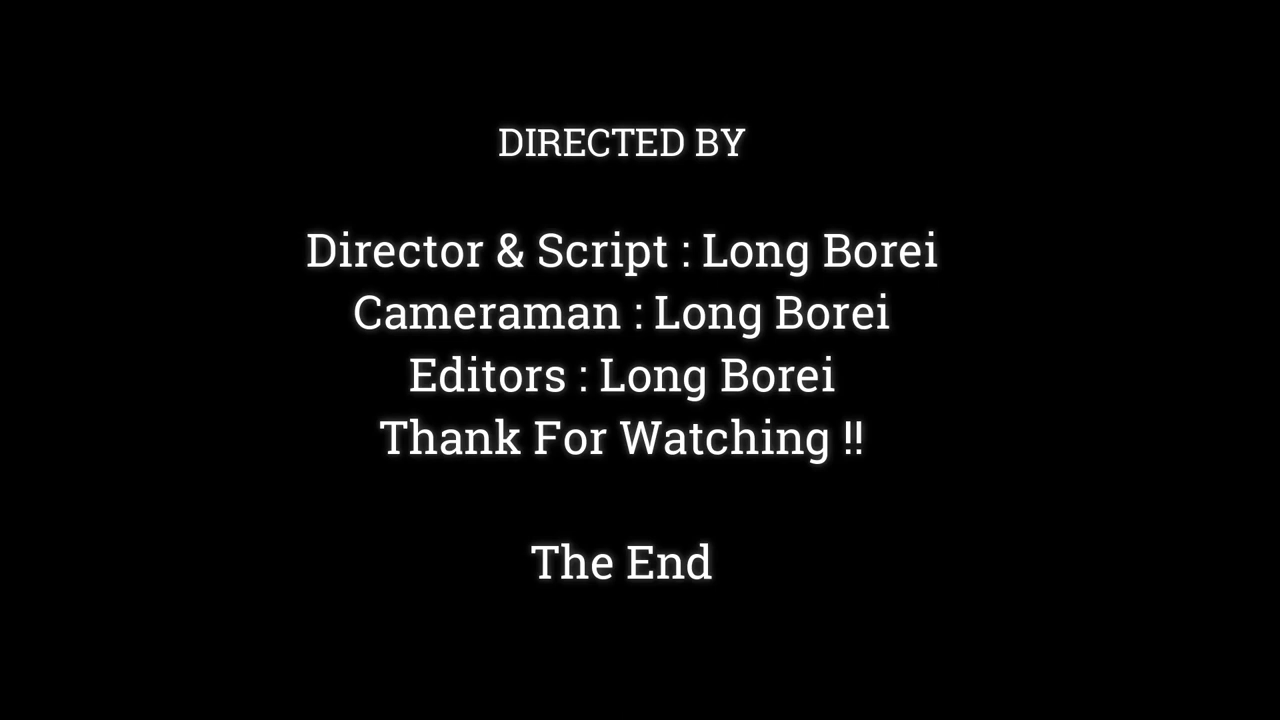 DIRECTED BY
Director & Script : Long Borei
Cameraman : Long Borei
Editors : Long Borei
Thank For Watching !!
The End